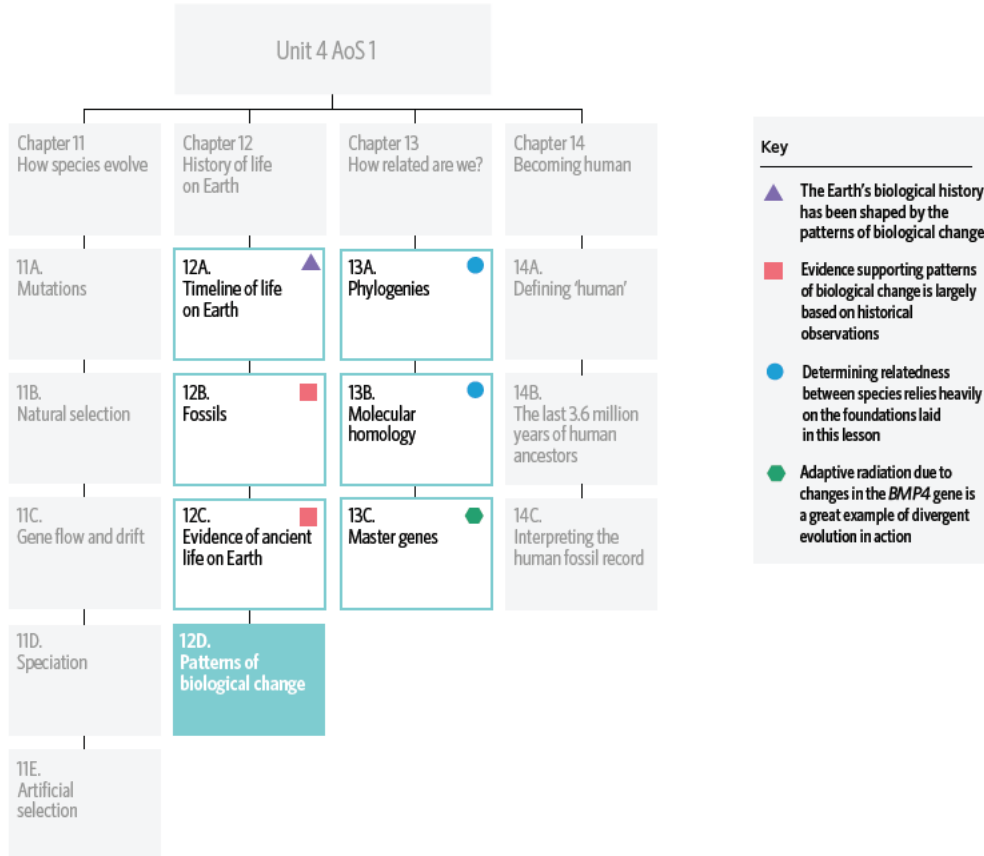 Unit 4 AoS 1
Chapter 11
How species evolve
Chapter 12
History of life
on Earth
Chapter 13
How related are we?
Chapter 14
Becoming human
11A.
Mutations
12A.
Timeline of life
on Earth
13A.
Phylogenies
14A.
Defining 'human'
11B.
Natural selection
12B.
Fossils
13B.
Molecular
homology
14B.
The last 3.6 million
years of human
ancestors
11C.
Gene flow and drift
12C.
Evidence of ancient
life on Earth
13C.
Master genes
14C.
Interpreting the
human fossil record
11D.
Speciation
12D.
Patterns of
biological change
11E.
Artificial
selection
Key
The Earth's biological history
has been shaped by the
patterns of biological change
Evidence supporting patterns
of biological change is largely
based on historical
observations
Determining relatedness
between species relies heavily
on the foundations laid
in this lesson
Adaptive radiation due to
changes in the BMP4 gene is
a great example of divergent
evolution in action